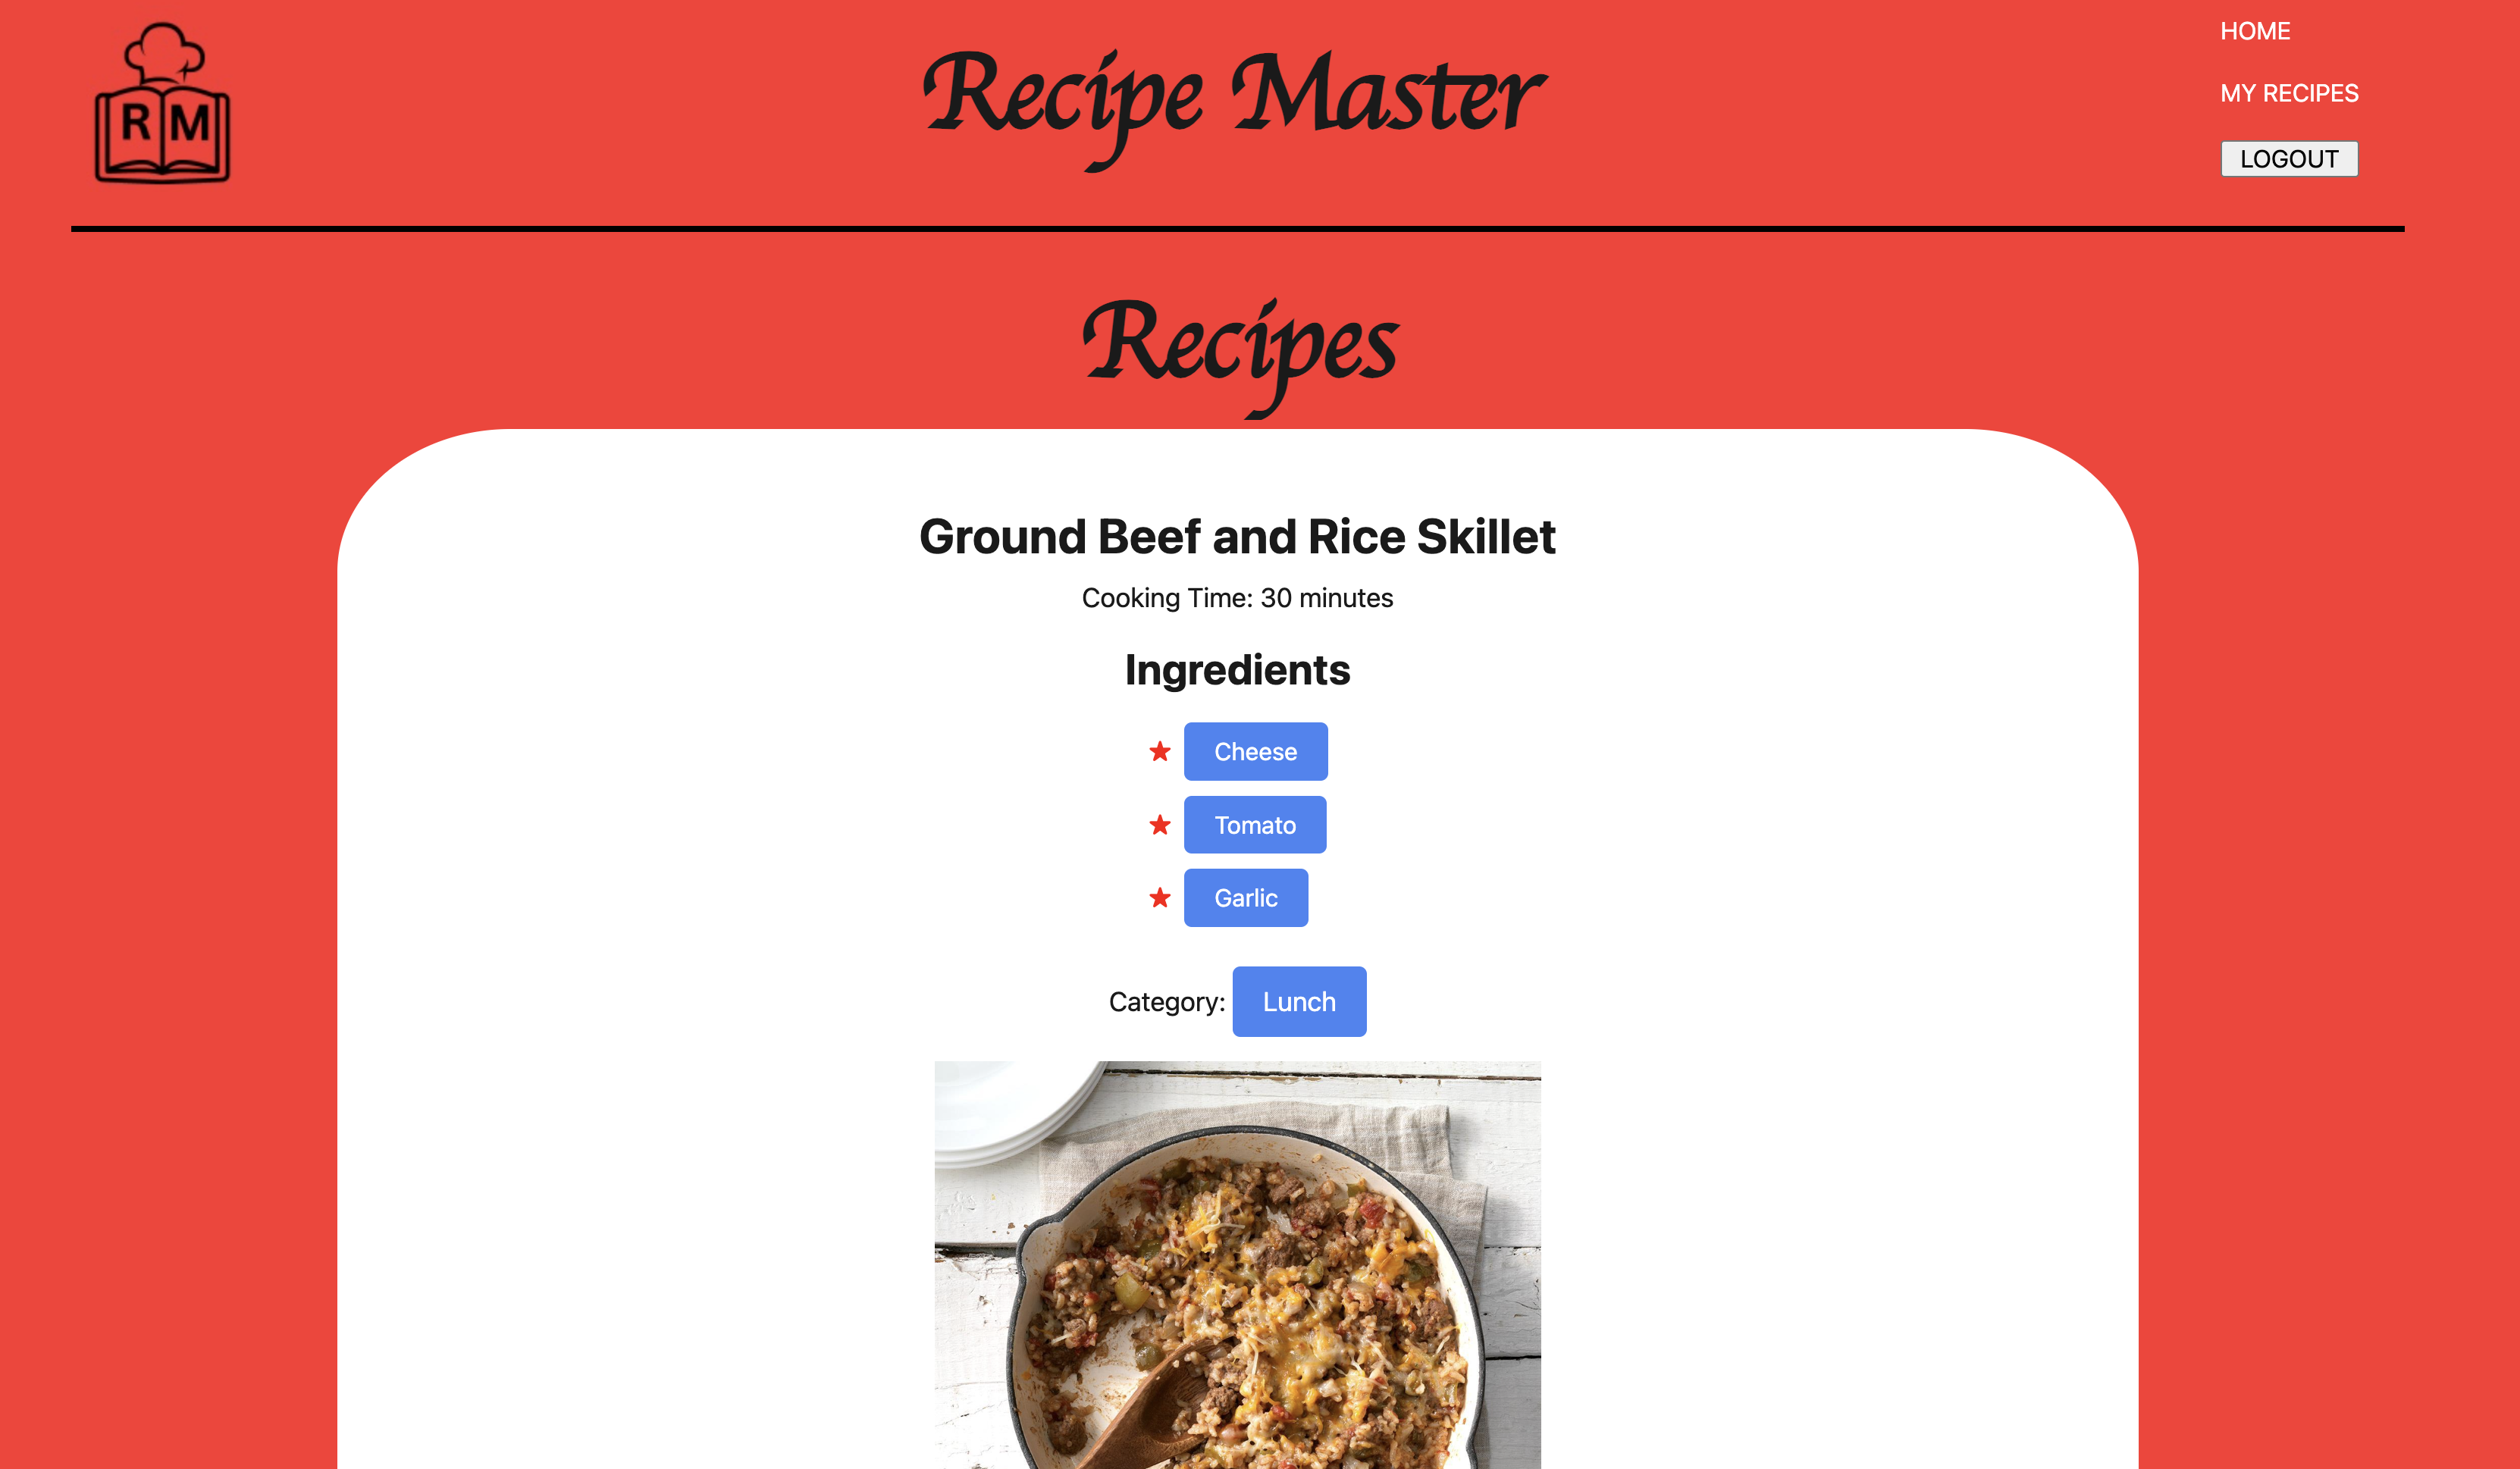 R M
Recipe Master
HOME
MY RECIPES
LOGOUT
Recipes
Ground Beef and Rice Skillet
Cooking Time: 30 minutes
Ingredients
Cheese
Tomato
Garlic
Category: Lunch